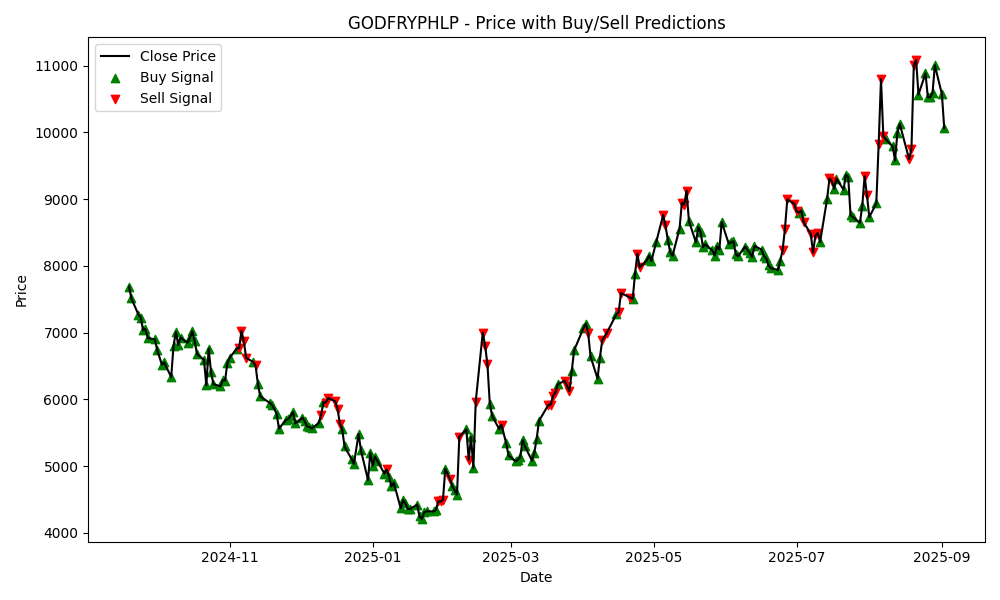 GODFRYPHLP - Price with Buy/Sell Predictions
Close Price
Buy Signal
Sell Signal
Price
11000
10000
9000
8000
7000
6000
5000
4000
2024-11
2025-01
2025-03
2025-05
2025-07
2025-09
Date